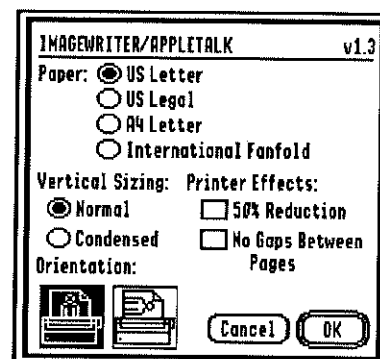 IMAGEWRITER/APPLETALK v1.3
Paper: US Letter
US Legal
A4 Letter
International Fanfold
Vertical Sizing: Printer Effects:
Normal 50% Reduction
Condensed No Gaps Between
Orientation: Pages
Cancel OK